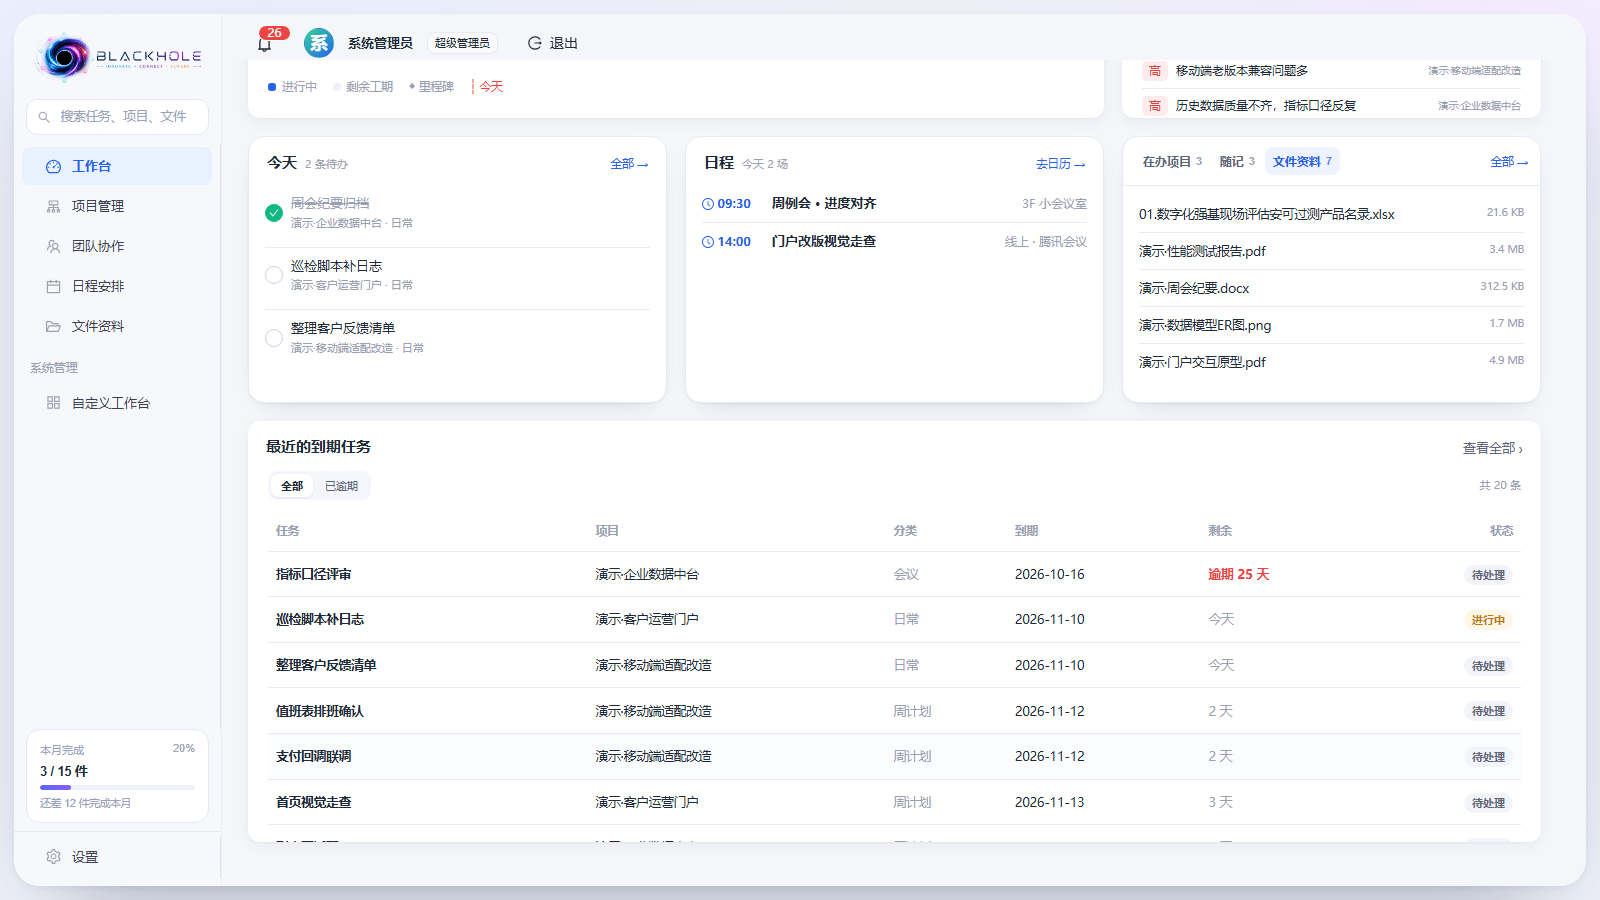 BLACKHOLE
INNOVATE • CONNECT • FUTURE
搜索任务、项目、文件
工作台
项目管理
团队协作
日程安排
文件资料
系统管理
自定义工作台
本月完成 20%
3 / 15 件
还差 12 件完成本月
设置
26
系 系统管理员 超级管理员 退出
进行中 剩余工期 里程碑 今天
高 移动端老版本兼容问题多 演示·移动端适配改造
高 历史数据质量不齐，指标口径反复 演示·企业数据中台
今天 2 条待办 全部 →
周会纪要归档
演示·企业数据中台 · 日常
巡检脚本补日志
演示·客户运营门户 · 日常
整理客户反馈清单
演示·移动端适配改造 · 日常
日程 今天 2 场 去日历 →
09:30 周例会 • 进度对齐 3F 小会议室
14:00 门户改版视觉走查 线上 · 腾讯会议
在办项目 3 随记 3 文件资料 7 全部 →
01.数字化强基现场评估安可过测产品名录.xlsx 21.6 KB
演示·性能测试报告.pdf 3.4 MB
演示·周会纪要.docx 312.5 KB
演示·数据模型ER图.png 1.7 MB
演示·门户交互原型.pdf 4.9 MB
最近的到期任务 查看全部 ›
全部 已逾期 共 20 条
任务 项目 分类 到期 剩余 状态
指标口径评审 演示·企业数据中台 会议 2026-10-16 逾期 25 天 待处理
巡检脚本补日志 演示·客户运营门户 日常 2026-11-10 今天 进行中
整理客户反馈清单 演示·移动端适配改造 日常 2026-11-10 今天 待处理
值班表排班确认 演示·移动端适配改造 周计划 2026-11-12 2 天 待处理
支付回调联调 演示·移动端适配改造 周计划 2026-11-12 2 天 待处理
首页视觉走查 演示·客户运营门户 周计划 2026-11-13 3 天 待处理